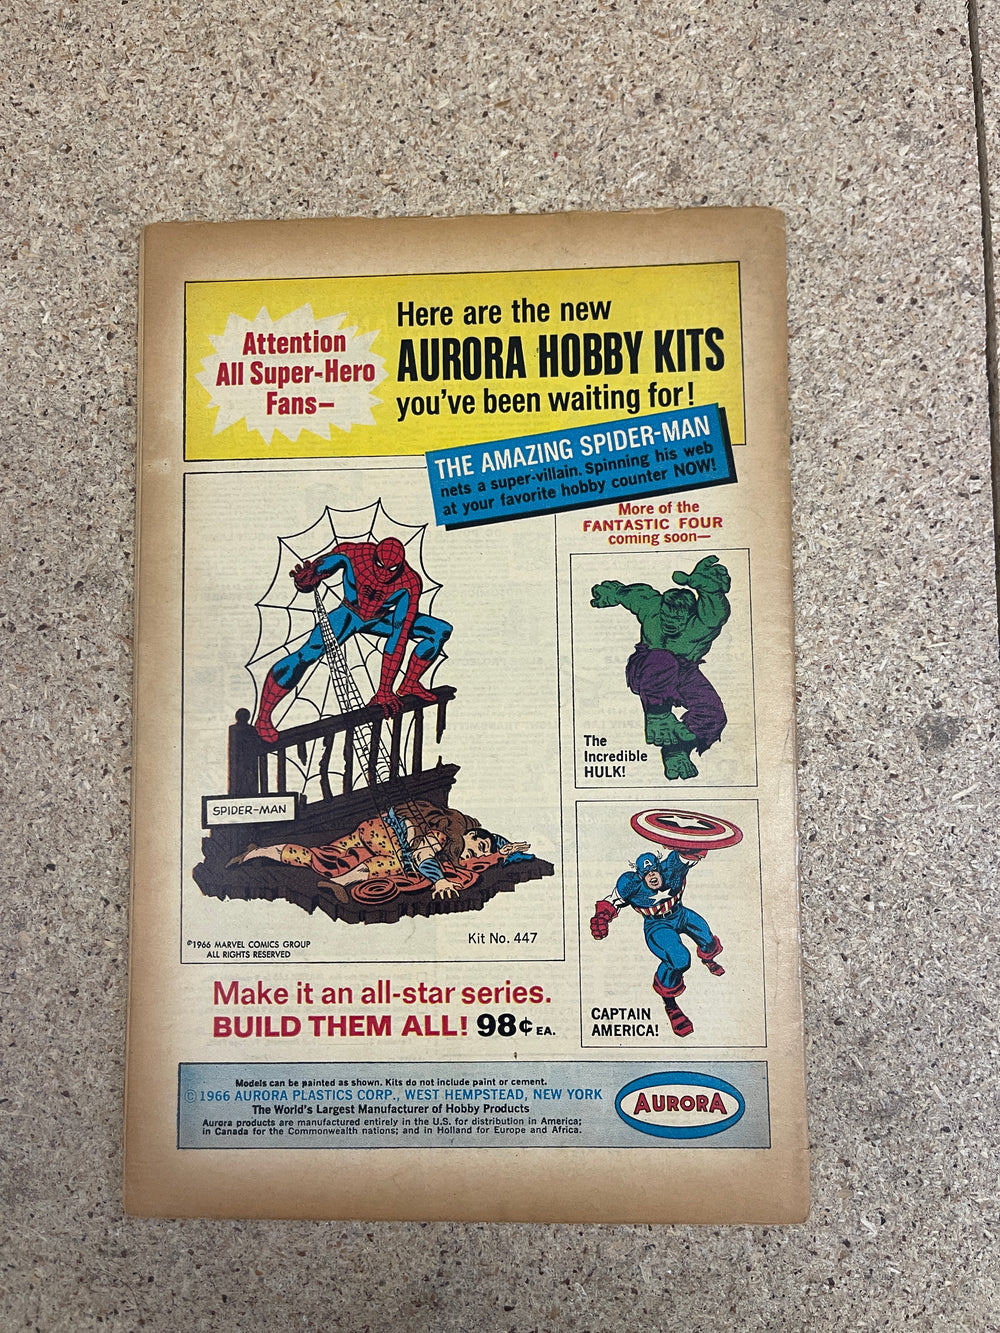 Attention
All Super-Hero
Fans—
Here are the new
AURORA HOBBY KITS
you've been waiting for!
THE AMAZING SPIDER-MAN
nets a super-villain. Spinning his web
at your favorite hobby counter NOW!
More of the
FANTASTIC FOUR
coming soon—
SPIDER-MAN
©1966 MARVEL COMICS GROUP
ALL RIGHTS RESERVED
Kit No. 447
The
Incredible
HULK!
A
CAPTAIN
AMERICA!
Make it an all-star series.
BUILD THEM ALL! 98¢ EA.
Models can be painted as shown. Kits do not include paint or cement.
©1966 AURORA PLASTICS CORP., WEST HEMPSTEAD, NEW YORK
The World's Largest Manufacturer of Hobby Products
Aurora products are manufactured entirely in the U.S. for distribution in America;
in Canada for the Commonwealth nations; and in Holland for Europe and Africa.
AURORA